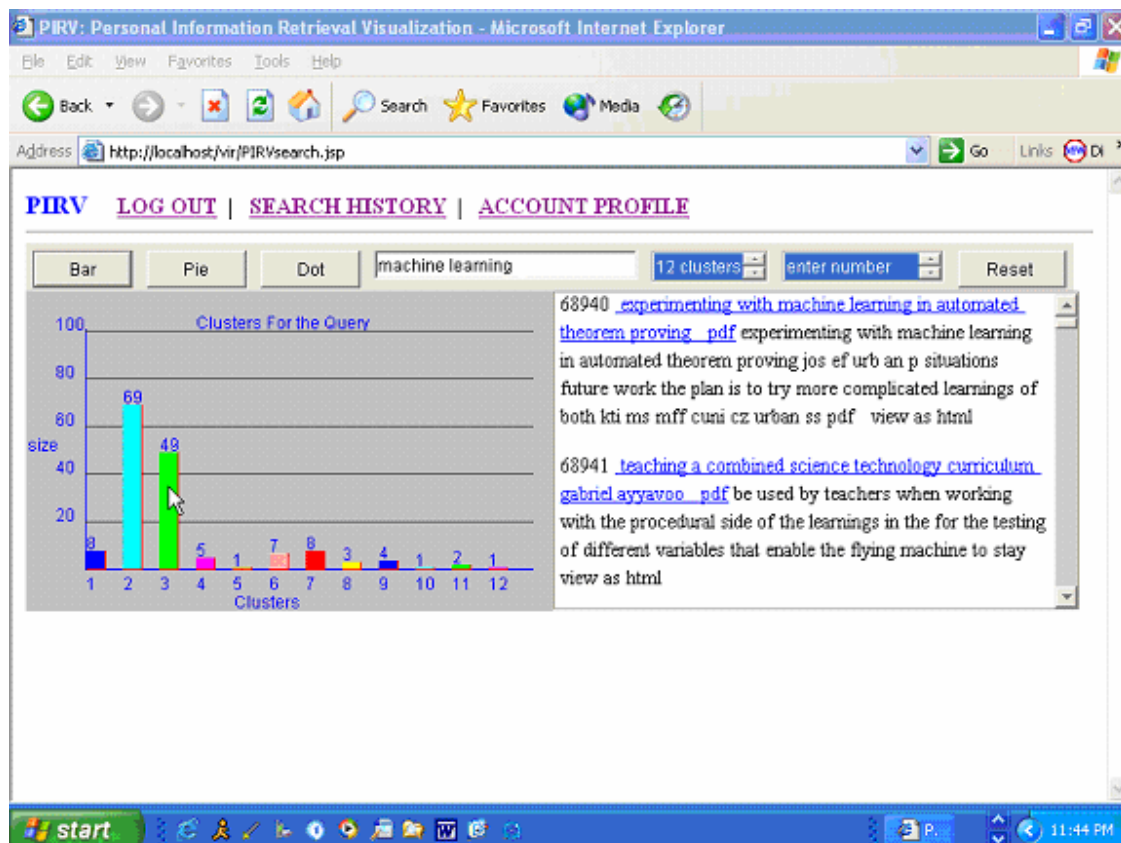 PIRV: Personal Information Retrieval Visualization - Microsoft Internet Explorer
File Edit View Favorites Tools Help
Back Search Favorites Media
Address http://localhost/vir/PIRVsearch.jsp Go Links
PIRV LOG OUT | SEARCH HISTORY | ACCOUNT PROFILE
Bar Pie Dot machine learning 12 clusters enter number Reset
Clusters For the Query
100
80
60
size
40
20
8 69 49 5 1 7 8 3 4 1 2 1
1 2 3 4 5 6 7 8 9 10 11 12
Clusters
68940 experimenting with machine learning in automated
theorem proving pdf experimenting with machine learning
in automated theorem proving jos ef urb an p situations
future work the plan is to try more complicated learnings of
both kti ms mff cuni cz urban ss pdf view as html
68941 teaching a combined science technology curriculum
gabriel ayyavoo pdf be used by teachers when working
with the procedural side of the learnings in the for the testing
of different variables that enable the flying machine to stay
view as html
start P... 11:44 PM